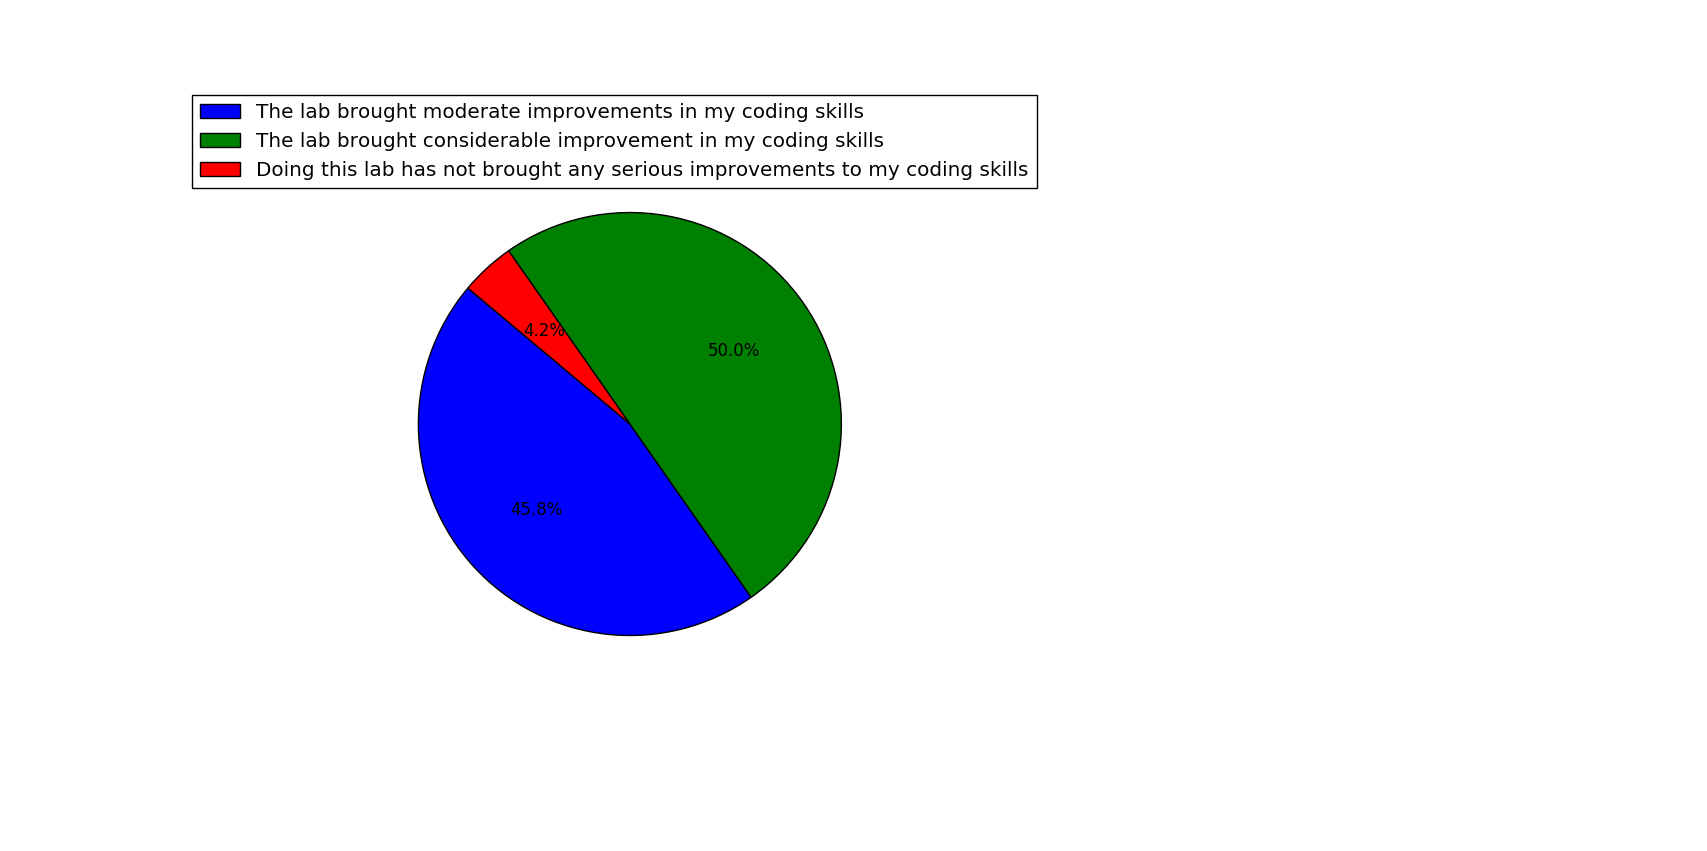 The lab brought moderate improvements in my coding skills
The lab brought considerable improvement in my coding skills
Doing this lab has not brought any serious improvements to my coding skills
4.2%
50.0%
45.8%